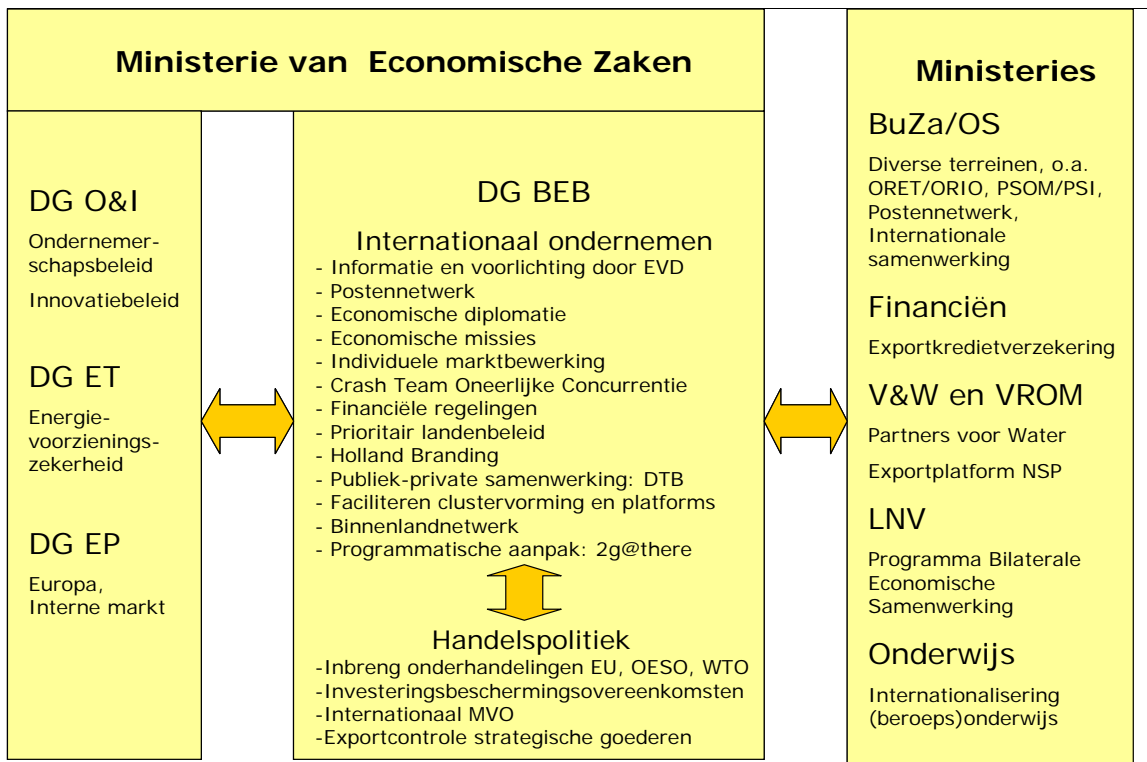 Ministerie van Economische Zaken
DG O&I
Ondernemer-
schapsbeleid
Innovatiebeleid
DG ET
Energie-
voorzienings-
zekerheid
DG EP
Europa,
Interne markt
DG BEB
Internationaal ondernemen
- Informatie en voorlichting door EVD
- Postennetwerk
- Economische diplomatie
- Economische missies
- Individuele marktbewerking
- Crash Team Oneerlijke Concurrentie
- Financiële regelingen
- Prioritair landenbeleid
- Holland Branding
- Publiek-private samenwerking: DTB
- Faciliteren clustervorming en platforms
- Binnenlandnetwerk
- Programmatische aanpak: 2g@there
Handelspolitiek
-Inbreng onderhandelingen EU, OESO, WTO
-Investeringsbeschermingsovereenkomsten
-Internationaal MVO
-Exportcontrole strategische goederen
Ministeries
BuZa/OS
Diverse terreinen, o.a.
ORET/ORIO, PSOM/PSI,
Postennetwerk,
Internationale
samenwerking
Financiën
Exportkredietverzekering
V&W en VROM
Partners voor Water
Exportplatform NSP
LNV
Programma Bilaterale
Economische
Samenwerking
Onderwijs
Internationalisering
(beroeps)onderwijs